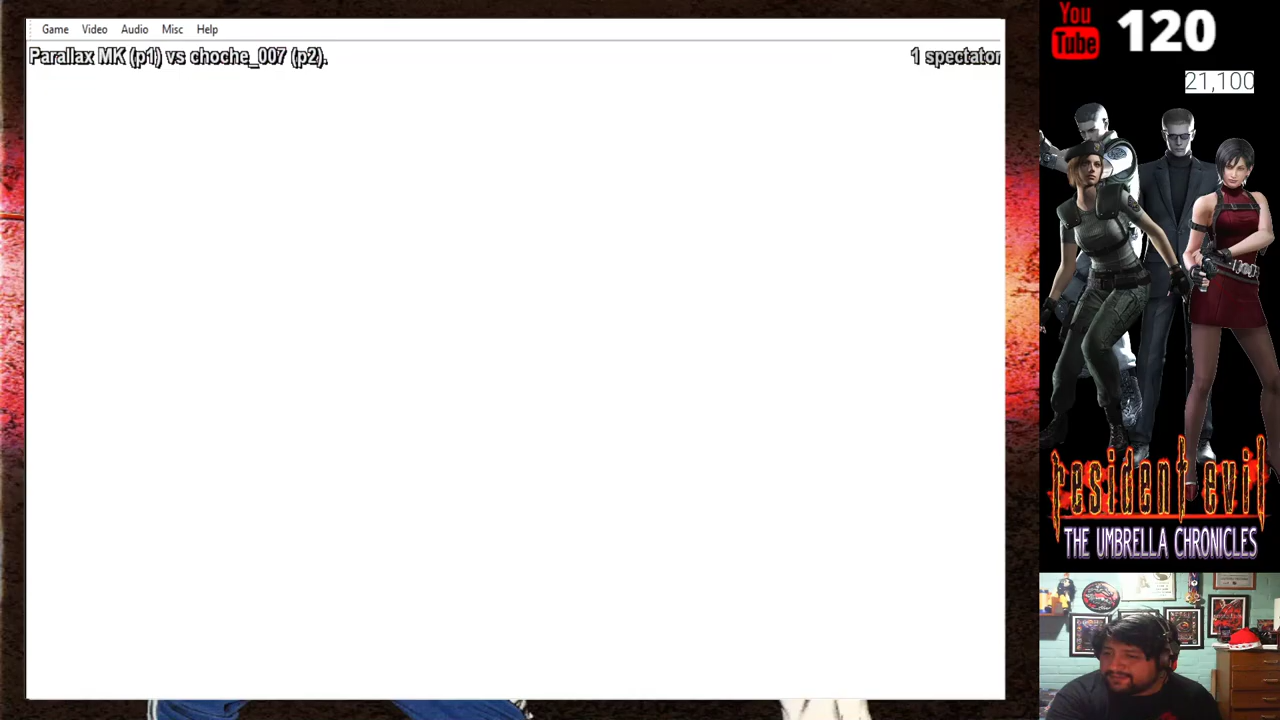 Game Video Audio Misc Help
Parallax MK (p1) vs choche_007 (p2).
1 spectator
You
Tube
120
21,100
resident evil
THE UMBRELLA CHRONICLES